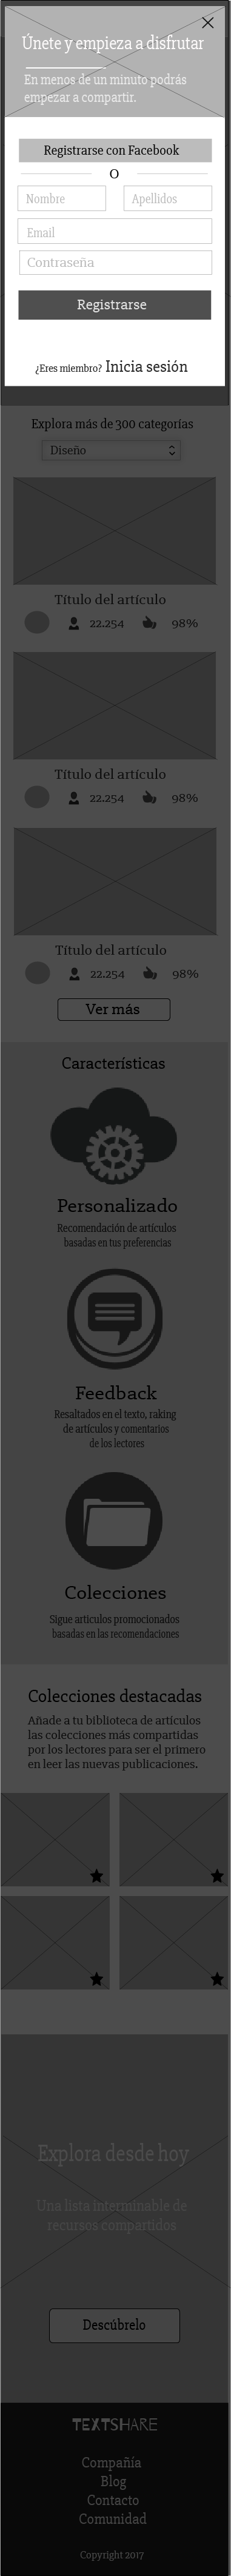 Únete y empieza a disfrutar
En menos de un minuto podrás
empezar a compartir.
Registrarse con Facebook
O
Nombre
Apellidos
Email
Contraseña
Registrarse
¿Eres miembro? Inicia sesión
Explora más de 300 categorías
Diseño
Título del artículo
22.254
98%
Título del artículo
22.254
98%
Título del artículo
22.254
98%
Ver más
Características
Personalizado
Recomendación de artículos
basadas en tus preferencias
Feedback
Resaltados en el texto, raking
de artículos y comentarios
de los lectores
Colecciones
Sigue articulos promocionados
basadas en las recomendaciones
Colecciones destacadas
Añade a tu biblioteca de artículos
las colecciones más compartidas
por los lectores para ser el primero
en leer las nuevas publicaciones.
Explora desde hoy
Una lista interminable de
recursos compartidos
Descúbrelo
TEXTSHARE
Compañía
Blog
Contacto
Comunidad
Copyright 2017